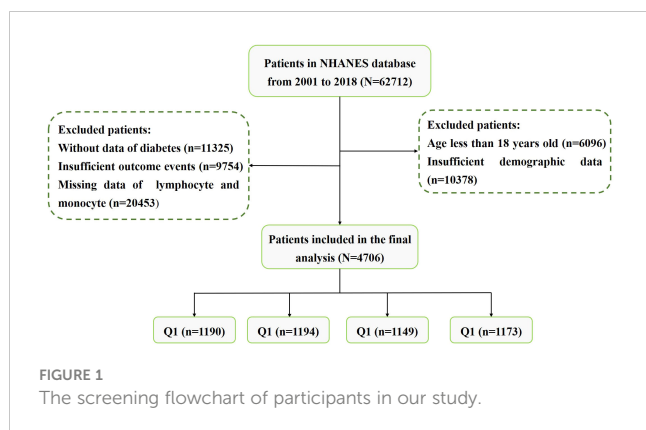 Patients in NHANES database
from 2001 to 2018 (N=62712)
Excluded patients:
Without data of diabetes (n=11325)
Insufficient outcome events (n=9754)
Missing data of lymphocyte and
monocyte (n=20453)
Excluded patients:
Age less than 18 years old (n=6096)
Insufficient demographic data
(n=10378)
Patients included in the final
analysis (N=4706)
Q1 (n=1190)
Q1 (n=1194)
Q1 (n=1149)
Q1 (n=1173)
FIGURE 1
The screening flowchart of participants in our study.